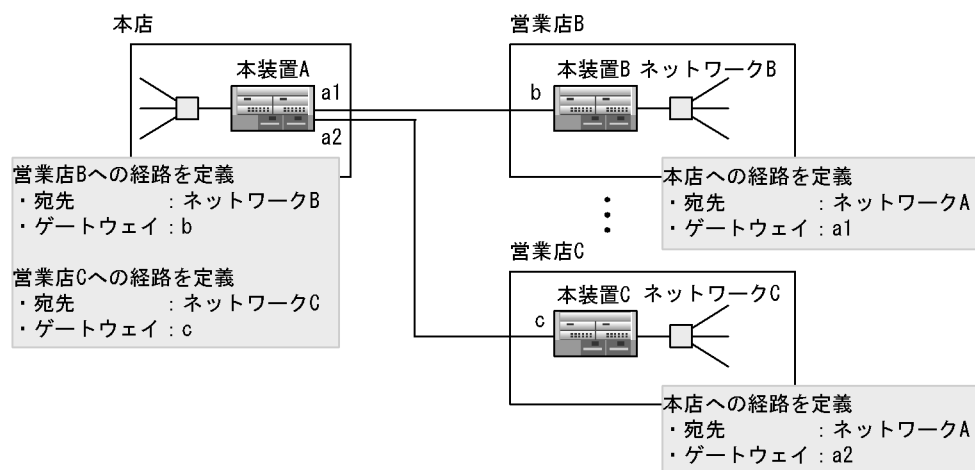 本店
本装置A
a1
a2
営業店Bへの経路を定義
・宛先　　　：ネットワークB
・ゲートウェイ：b
営業店Cへの経路を定義
・宛先　　　：ネットワークC
・ゲートウェイ：c
営業店B
本装置B ネットワークB
b
本店への経路を定義
・宛先　　　：ネットワークA
・ゲートウェイ：a1
営業店C
本装置C ネットワークC
c
本店への経路を定義
・宛先　　　：ネットワークA
・ゲートウェイ：a2